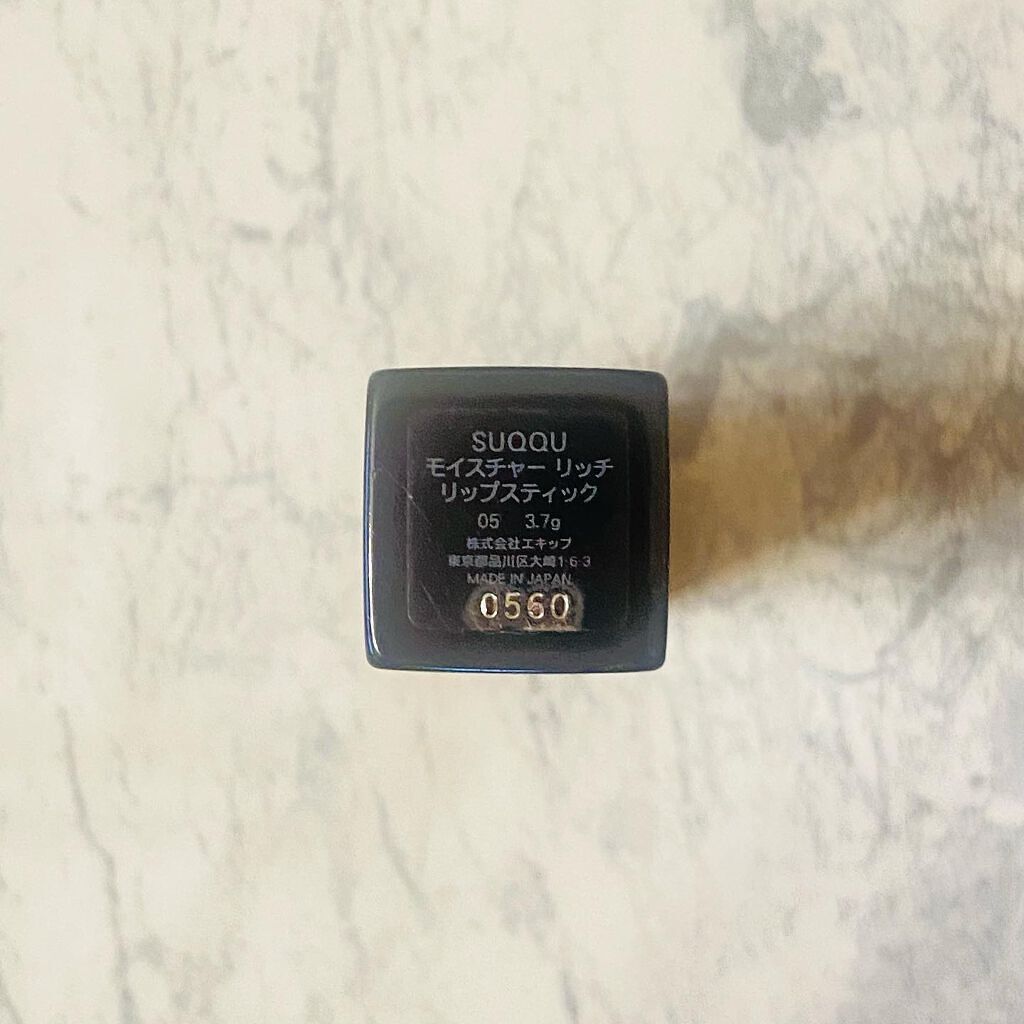 SUQQU
モイスチャー リッチ
リップスティック
05 3.7g
株式会社エキップ
東京都品川区大崎1-6-3
MADE IN JAPAN
0560